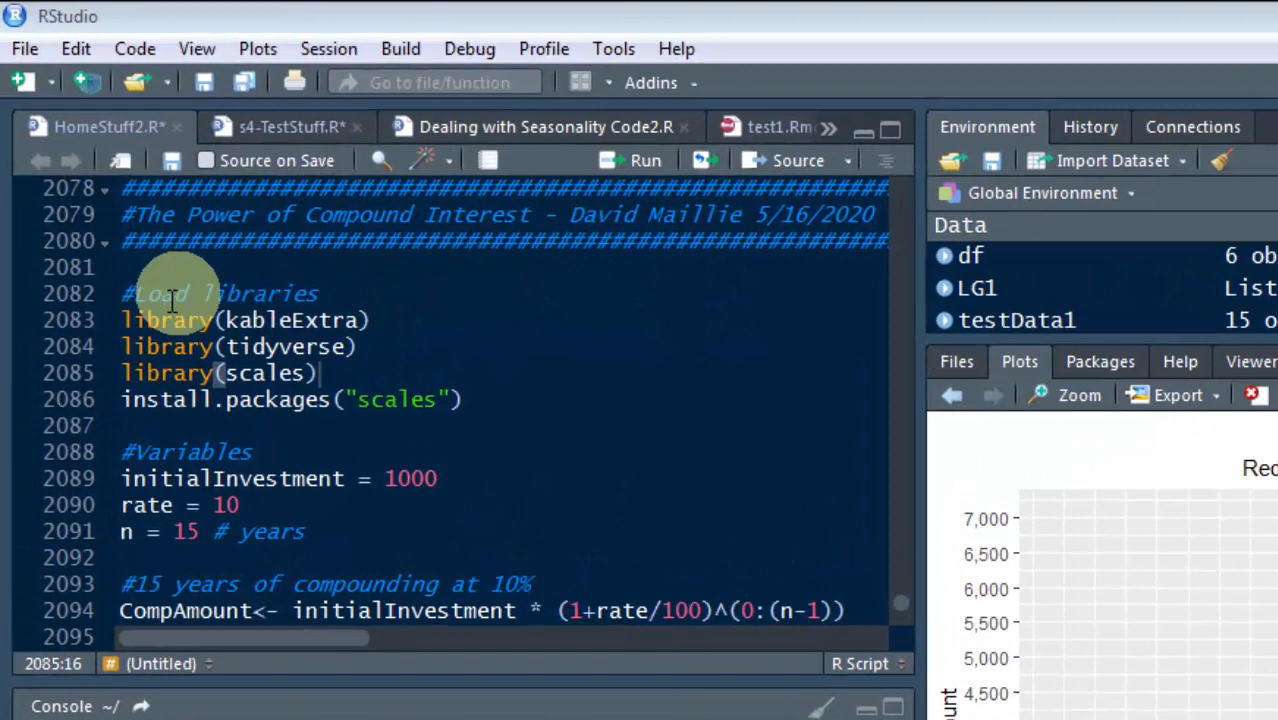 RStudio
File Edit Code View Plots Session Build Debug Profile Tools Help
Go to file/function Addins
HomeStuff2.R* s4-TestStuff.R* Dealing with Seasonality Code2.R test1.Rm
Source on Save Run Source
2078 ##########################################################
2079 #The Power of Compound Interest - David Maillie 5/16/2020
2080 ##########################################################
2081
2082 #Load libraries
2083 library(kableExtra)
2084 library(tidyverse)
2085 library(scales)
2086 install.packages("scales")
2087
2088 #Variables
2089 initialInvestment = 1000
2090 rate = 10
2091 n = 15 # years
2092
2093 #15 years of compounding at 10%
2094 CompAmount<- initialInvestment * (1+rate/100)^(0:(n-1))
2095
2085:16 # (Untitled) R Script
Console ~/
Environment History Connections
Import Dataset
Global Environment
Data
df 6 ob
LG1 List
testData1 15 o
Files Plots Packages Help Viewer
Zoom Export
Red
7,000
6,500
6,000
5,500
5,000
4,500
unt